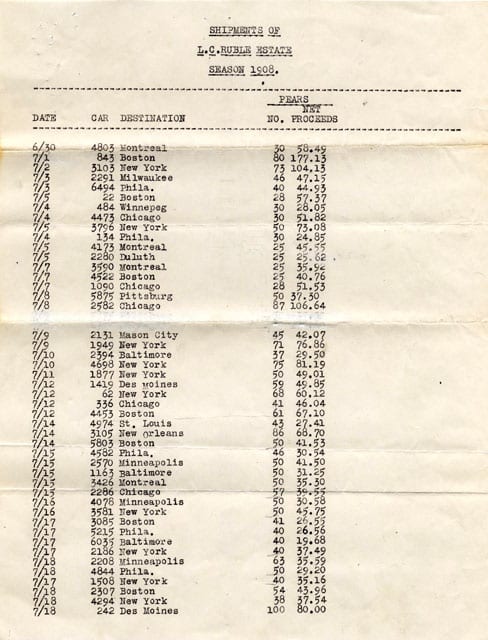 SHIPMENTS OF
L.C.RUBLE ESTATE
SEASON 1908.
PEARS
NET
DATE CAR DESTINATION NO. PROCEEDS
6/30 4803 Montreal 30 58.49
7/1 843 Boston 80 177.13
7/2 3103 New York 73 104.13
7/3 2291 Milwaukee 46 47.15
7/3 6494 Phila. 40 44.93
7/5 22 Boston 28 57.37
7/4 484 Winnepeg 30 28.05
7/4 4473 Chicago 30 51.82
7/5 3796 New York 50 73.08
7/4 134 Phila. 30 24.85
7/5 4173 Montreal 25 45.55
7/5 2280 Duluth 25 25.62
7/7 3590 Montreal 25 35.92
7/7 4522 Boston 25 40.76
7/7 1090 Chicago 28 51.53
7/8 5875 Pittsburg 50 37.30
7/8 2582 Chicago 87 106.64
7/9 2131 Mason City 45 42.07
7/9 1949 New York 71 76.86
7/10 2394 Baltimore 37 29.50
7/10 4698 New York 75 81.19
7/11 1877 New York 50 49.01
7/12 1419 Des Moines 59 49.85
7/12 62 New York 68 60.12
7/12 336 Chicago 41 46.04
7/12 4453 Boston 61 67.10
7/14 4974 St. Louis 43 27.41
7/14 3105 New Orleans 86 68.70
7/14 5803 Boston 50 41.53
7/15 4582 Phila. 46 30.54
7/15 2570 Minneapolis 50 41.50
7/15 1163 Baltimore 50 31.25
7/15 3426 Montreal 50 35.30
7/15 2286 Chicago 57 39.55
7/16 4078 Minneapolis 50 30.58
7/16 3581 New York 50 45.75
7/17 3085 Boston 41 26.55
7/17 5215 Phila. 40 26.56
7/17 6035 Baltimore 40 19.68
7/17 2186 New York 40 37.49
7/18 2208 Minneapolis 63 35.59
7/18 4844 Phila. 50 29.20
7/17 1508 New York 40 35.16
7/18 2307 Boston 54 43.96
7/18 4294 New York 38 37.54
7/18 242 Des Moines 100 80.00